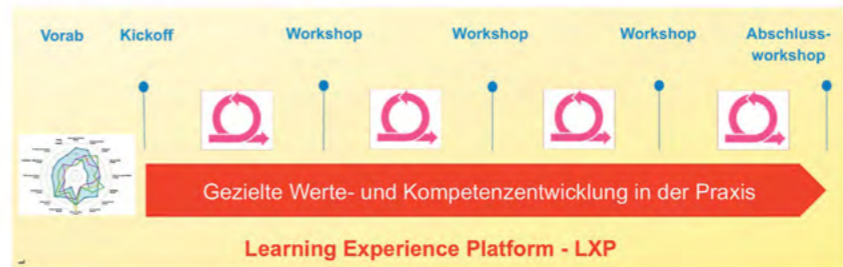 Vorab Kickoff Workshop Workshop Workshop Abschluss-
workshop
Gezielte Werte- und Kompetenzentwicklung in der Praxis
Learning Experience Platform - LXP